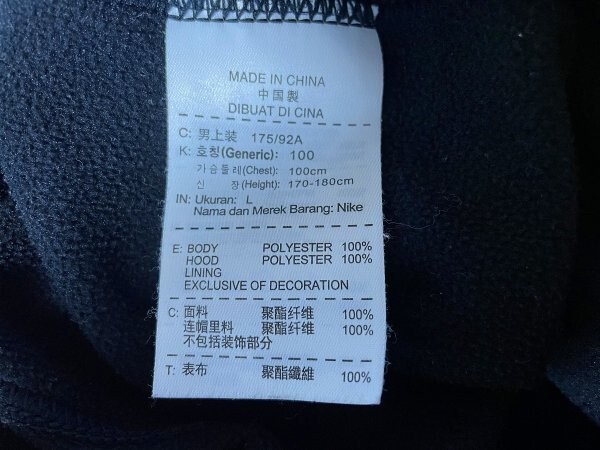 MADE IN CHINA
中国製
DIBUAT DI CINA
C: 男上装 175/92A
K: 호칭(Generic): 100
가슴둘레(Chest): 100cm
신 장(Height): 170-180cm
IN: Ukuran: L
Nama dan Merek Barang: Nike
E: BODY POLYESTER 100%
HOOD POLYESTER 100%
LINING
EXCLUSIVE OF DECORATION
C: 面料 聚酯纤维 100%
连帽里料 聚酯纤维 100%
不包括装饰部分
T: 表布 聚酯纖維 100%